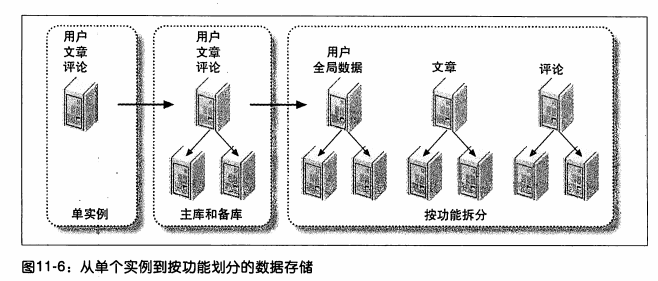 用户
文章
评论
单实例
用户
文章
评论
主库和备库
用户
全局数据
文章
评论
按功能拆分
图11-6：从单个实例到按功能划分的数据存储